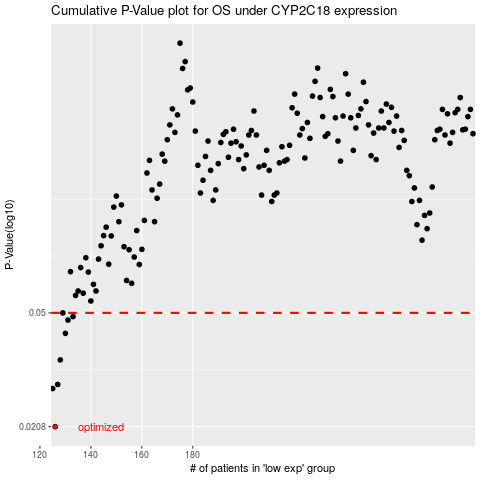 Cumulative P-Value plot for OS under CYP2C18 expression
P-Value(log10)
0.05
0.0208
optimized
120 140 160 180
# of patients in 'low exp' group